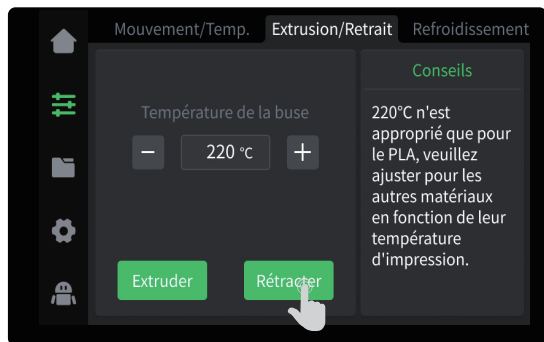 Mouvement/Temp. Extrusion/Retrait Refroidissement
Conseils
Température de la buse
− 220 °C +
220°C n'est
approprié que pour
le PLA, veuillez
ajuster pour les
autres matériaux
en fonction de leur
température
d'impression.
Extruder Rétracter